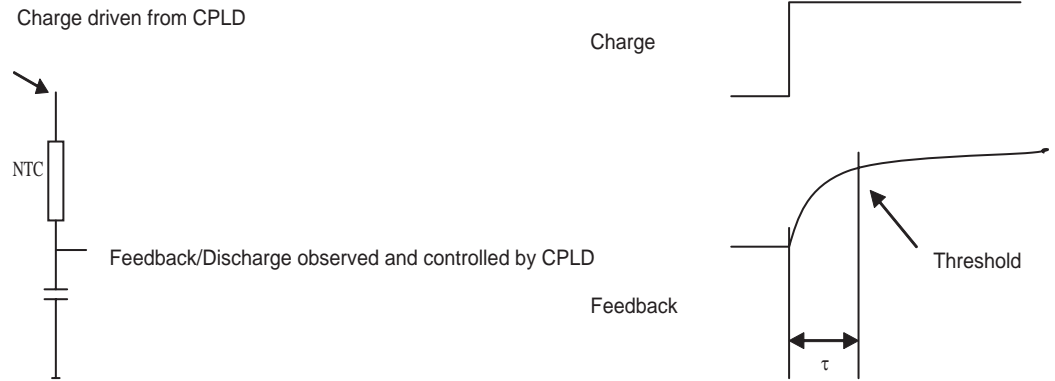 Charge driven from CPLD
NTC
Feedback/Discharge observed and controlled by CPLD
Charge
Threshold
Feedback
τ